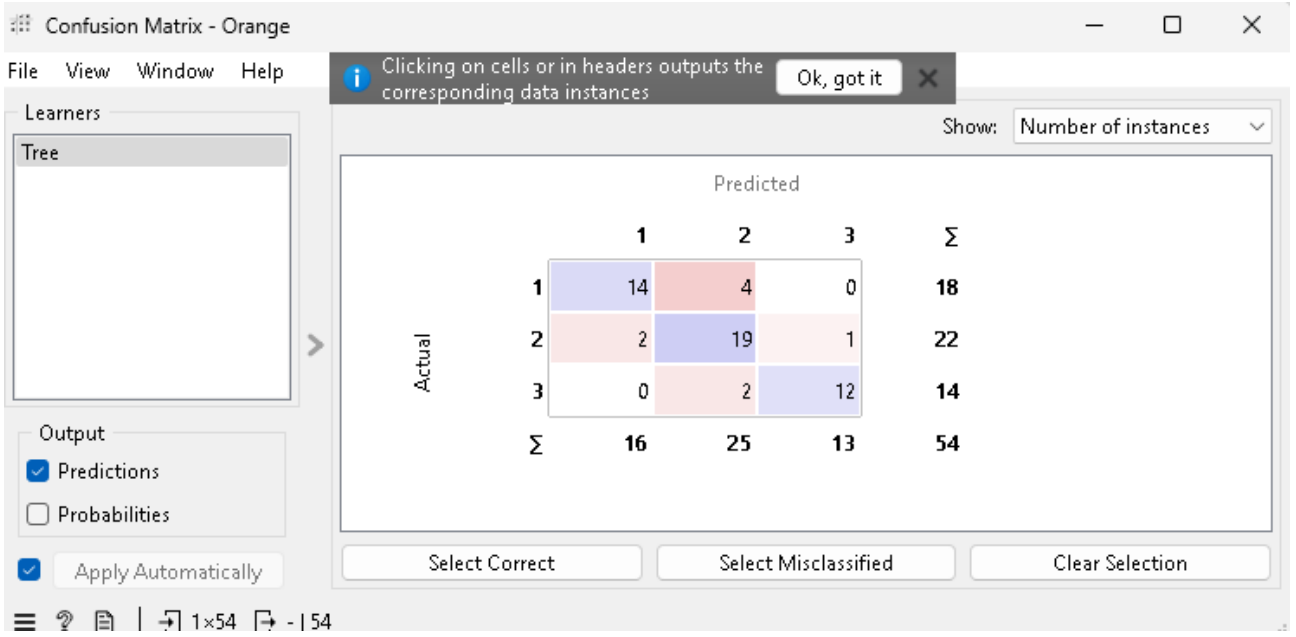 Confusion Matrix - Orange
File View Window Help
Clicking on cells or in headers outputs the
corresponding data instances
Ok, got it
Learners
Tree
Show: Number of instances
Predicted
1 2 3 Σ
Actual
1 14 4 0 18
2 2 19 1 22
3 0 2 12 14
Σ 16 25 13 54
Output
Predictions
Probabilities
Apply Automatically
Select Correct Select Misclassified Clear Selection
1×54 - | 54